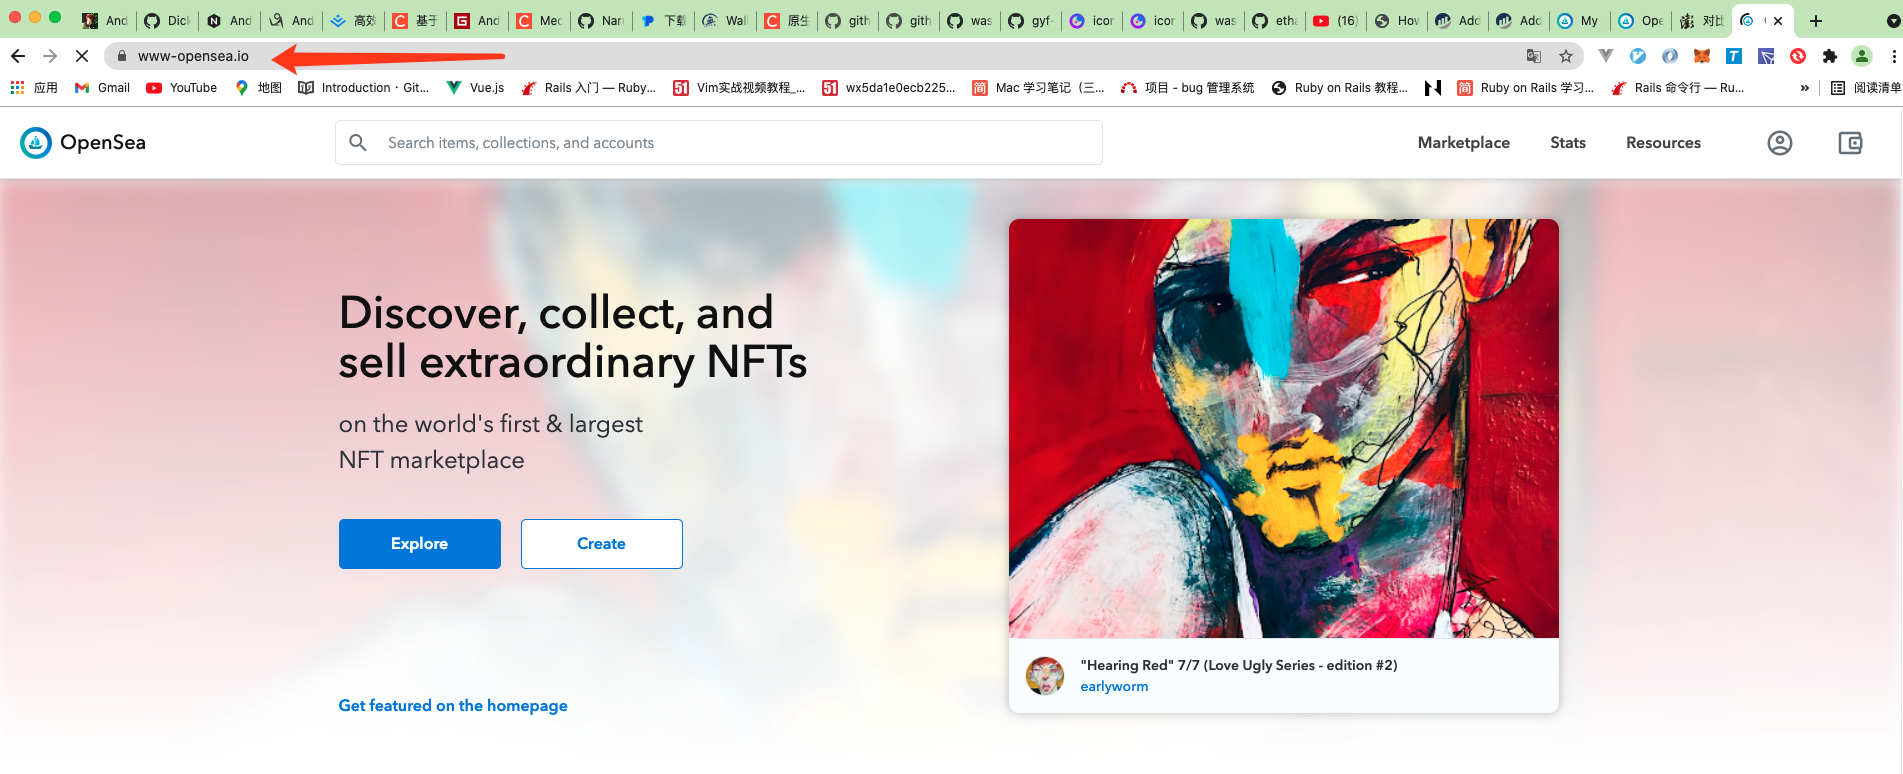 And Dick And And 高效 基于 And Mec Nar 下载 Wall 原生 gith gith was gyf- icor icor was etha (16) How Add Add My Ope 对比
www-opensea.io
应用 Gmail YouTube 地图 Introduction · Git... Vue.js Rails 入门 — Ruby... Vim实战视频教程_... wx5da1e0ecb225... Mac 学习笔记（三... 项目 - bug 管理系统 Ruby on Rails 教程... Ruby on Rails 学习... Rails 命令行 — Ru... » 阅读清单
OpenSea
Search items, collections, and accounts
Marketplace Stats Resources
Discover, collect, and
sell extraordinary NFTs
on the world's first & largest
NFT marketplace
Explore Create
Get featured on the homepage
"Hearing Red" 7/7 (Love Ugly Series - edition #2)
earlyworm